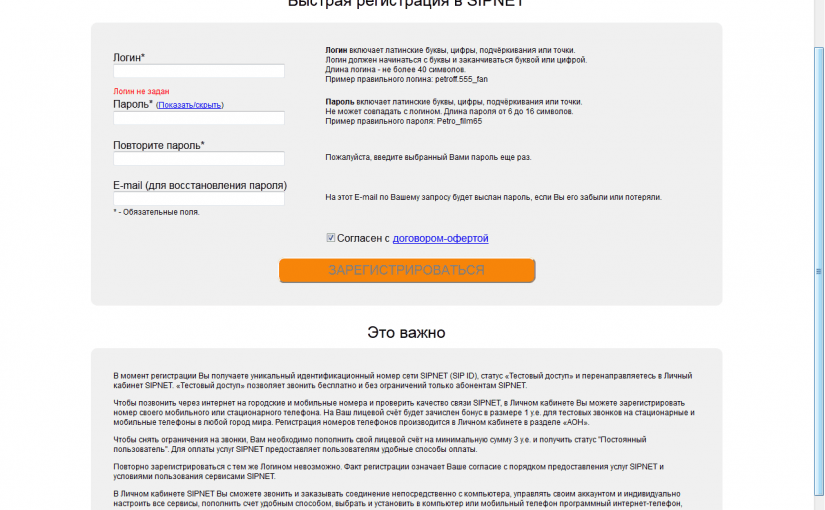 Быстрая регистрация в SIPNET
Логин*
Логин включает латинские буквы, цифры, подчёркивания или точки.
Логин должен начинаться с буквы и заканчиваться буквой или цифрой.
Длина логина - не более 40 символов.
Пример правильного логина: petroff.555_fan
Логин не задан
Пароль* (Показать/скрыть)
Пароль включает латинские буквы, цифры, подчёркивания или точки.
Не может совпадать с логином. Длина пароля от 6 до 16 символов.
Пример правильного пароля: Petro_film65
Повторите пароль*
Пожалуйста, введите выбранный Вами пароль еще раз.
E-mail (для восстановления пароля)
На этот E-mail по Вашему запросу будет выслан пароль, если Вы его забыли или потеряли.
* - Обязательные поля.
Согласен с договором-офертой
ЗАРЕГИСТРИРОВАТЬСЯ
Это важно
В момент регистрации Вы получаете уникальный идентификационный номер сети SIPNET (SIP ID), статус «Тестовый доступ» и перенаправляетесь в Личный
кабинет SIPNET. «Тестовый доступ» позволяет звонить бесплатно и без ограничений только абонентам SIPNET.
Чтобы позвонить через интернет на городские и мобильные номера и проверить качество связи SIPNET, в Личном кабинете Вы можете зарегистрировать
номер своего мобильного или стационарного телефона. На Ваш лицевой счёт будет зачислен бонус в размере 1 у.е. для тестовых звонков на стационарные и
мобильные телефоны в любой город мира. Регистрация номеров телефонов производится в Личном кабинете в разделе «АОН».
Чтобы снять ограничения на звонки, Вам необходимо пополнить свой лицевой счёт на минимальную сумму 3 у.е. и получить статус "Постоянный
пользователь". Для оплаты услуг SIPNET предоставляет пользователям удобные способы оплаты.
Повторно зарегистрироваться с тем же Логином невозможно. Факт регистрации означает Ваше согласие с порядком предоставления услуг SIPNET и
условиями пользования сервисами SIPNET.
В Личном кабинете SIPNET Вы сможете звонить и заказывать соединение непосредственно с компьютера, управлять своим аккаунтом и индивидуально
настроить все сервисы, пополнить счет удобным способом, выбрать и установить в компьютер или мобильный телефон программный интернет-телефон,